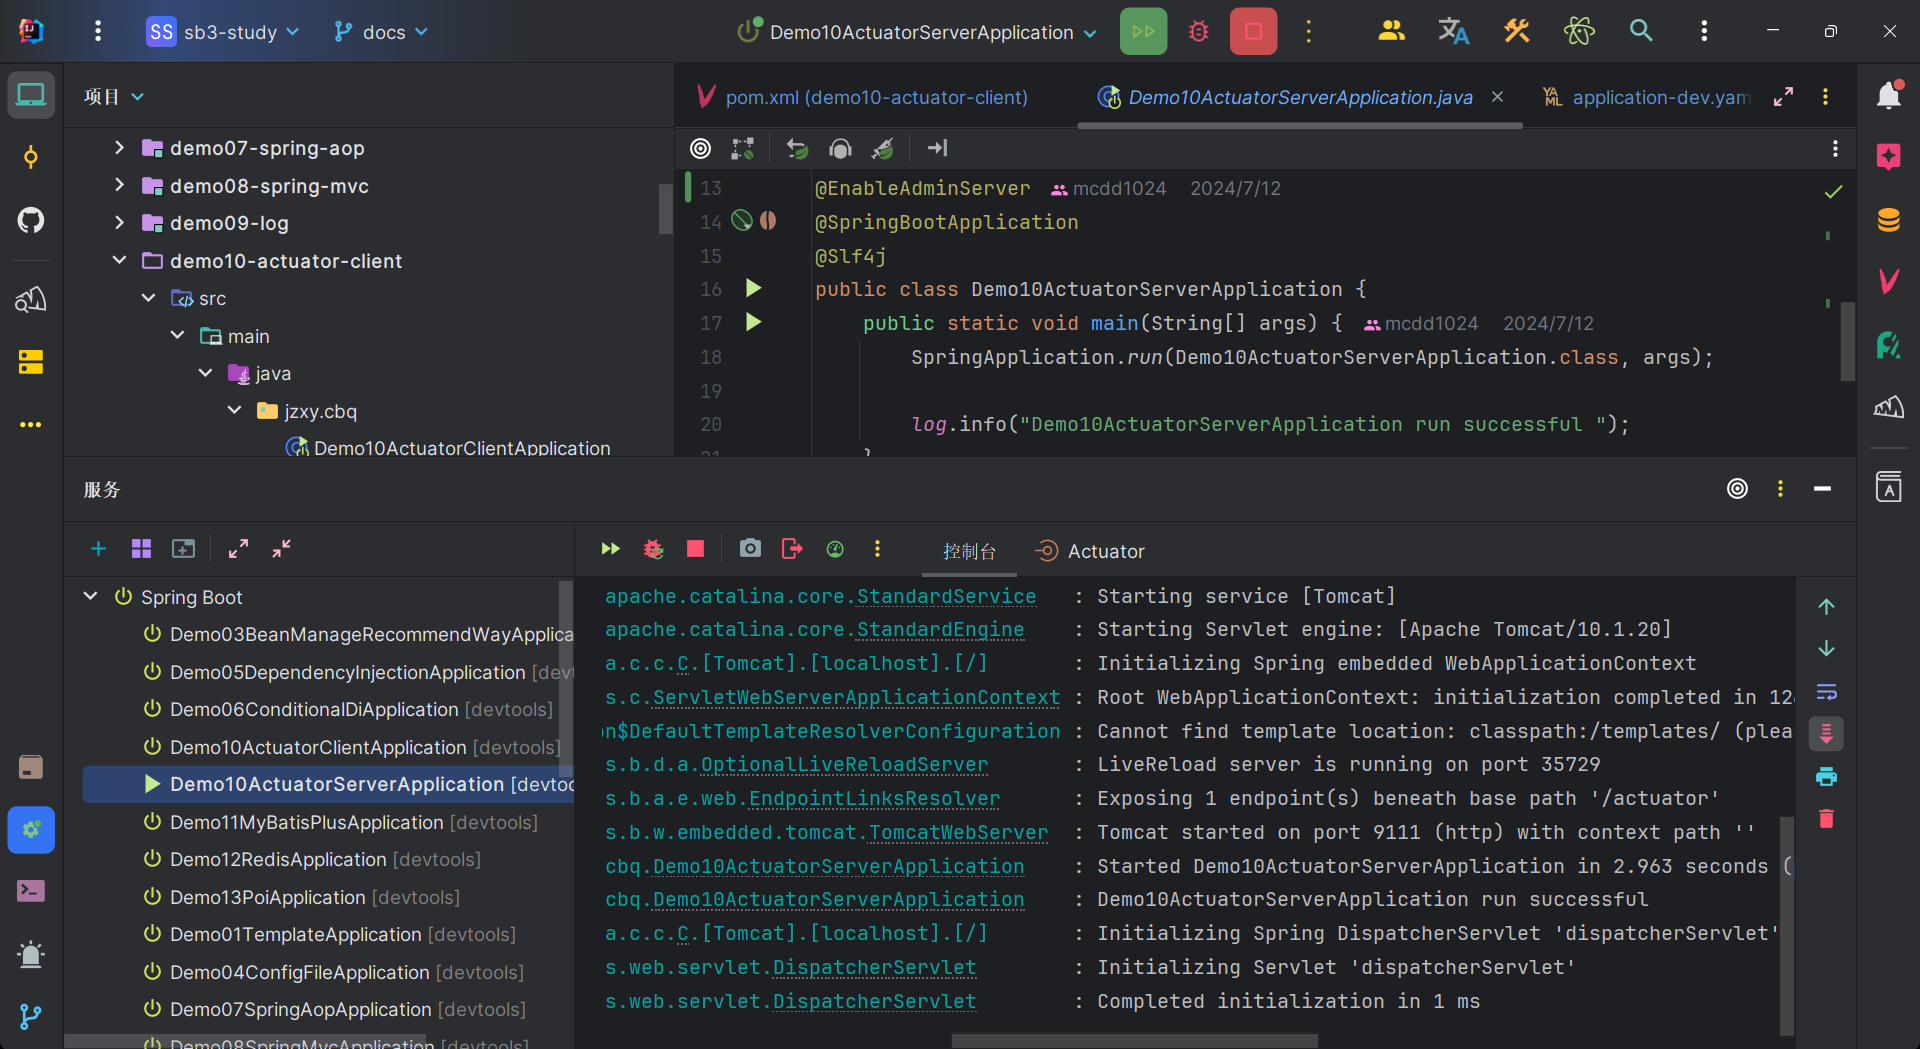 SS sb3-study docs Demo10ActuatorServerApplication
项目
demo07-spring-aop
demo08-spring-mvc
demo09-log
demo10-actuator-client
src
main
java
jzxy.cbq
Demo10ActuatorClientApplication
pom.xml (demo10-actuator-client) Demo10ActuatorServerApplication.java YAML application-dev.yam
13 @EnableAdminServer mcdd1024 2024/7/12
14 @SpringBootApplication
15 @Slf4j
16 public class Demo10ActuatorServerApplication {
17 public static void main(String[] args) { mcdd1024 2024/7/12
18 SpringApplication.run(Demo10ActuatorServerApplication.class, args);
19
20 log.info("Demo10ActuatorServerApplication run successful ");
21 }
服务
控制台 Actuator
Spring Boot
Demo03BeanManageRecommendWayApplica
Demo05DependencyInjectionApplication [devt
Demo06ConditionalDiApplication [devtools]
Demo10ActuatorClientApplication [devtools]
Demo10ActuatorServerApplication [devtoo
Demo11MyBatisPlusApplication [devtools]
Demo12RedisApplication [devtools]
Demo13PoiApplication [devtools]
Demo01TemplateApplication [devtools]
Demo04ConfigFileApplication [devtools]
Demo07SpringAopApplication [devtools]
Demo08SpringMvcApplication [devtools]
apache.catalina.core.StandardService : Starting service [Tomcat]
apache.catalina.core.StandardEngine : Starting Servlet engine: [Apache Tomcat/10.1.20]
a.c.c.C.[Tomcat].[localhost].[/] : Initializing Spring embedded WebApplicationContext
s.c.ServletWebServerApplicationContext : Root WebApplicationContext: initialization completed in 12
on$DefaultTemplateResolverConfiguration : Cannot find template location: classpath:/templates/ (plea
s.b.d.a.OptionalLiveReloadServer : LiveReload server is running on port 35729
s.b.a.e.web.EndpointLinksResolver : Exposing 1 endpoint(s) beneath base path '/actuator'
s.b.w.embedded.tomcat.TomcatWebServer : Tomcat started on port 9111 (http) with context path ''
cbq.Demo10ActuatorServerApplication : Started Demo10ActuatorServerApplication in 2.963 seconds (
cbq.Demo10ActuatorServerApplication : Demo10ActuatorServerApplication run successful
a.c.c.C.[Tomcat].[localhost].[/] : Initializing Spring DispatcherServlet 'dispatcherServlet'
s.web.servlet.DispatcherServlet : Initializing Servlet 'dispatcherServlet'
s.web.servlet.DispatcherServlet : Completed initialization in 1 ms